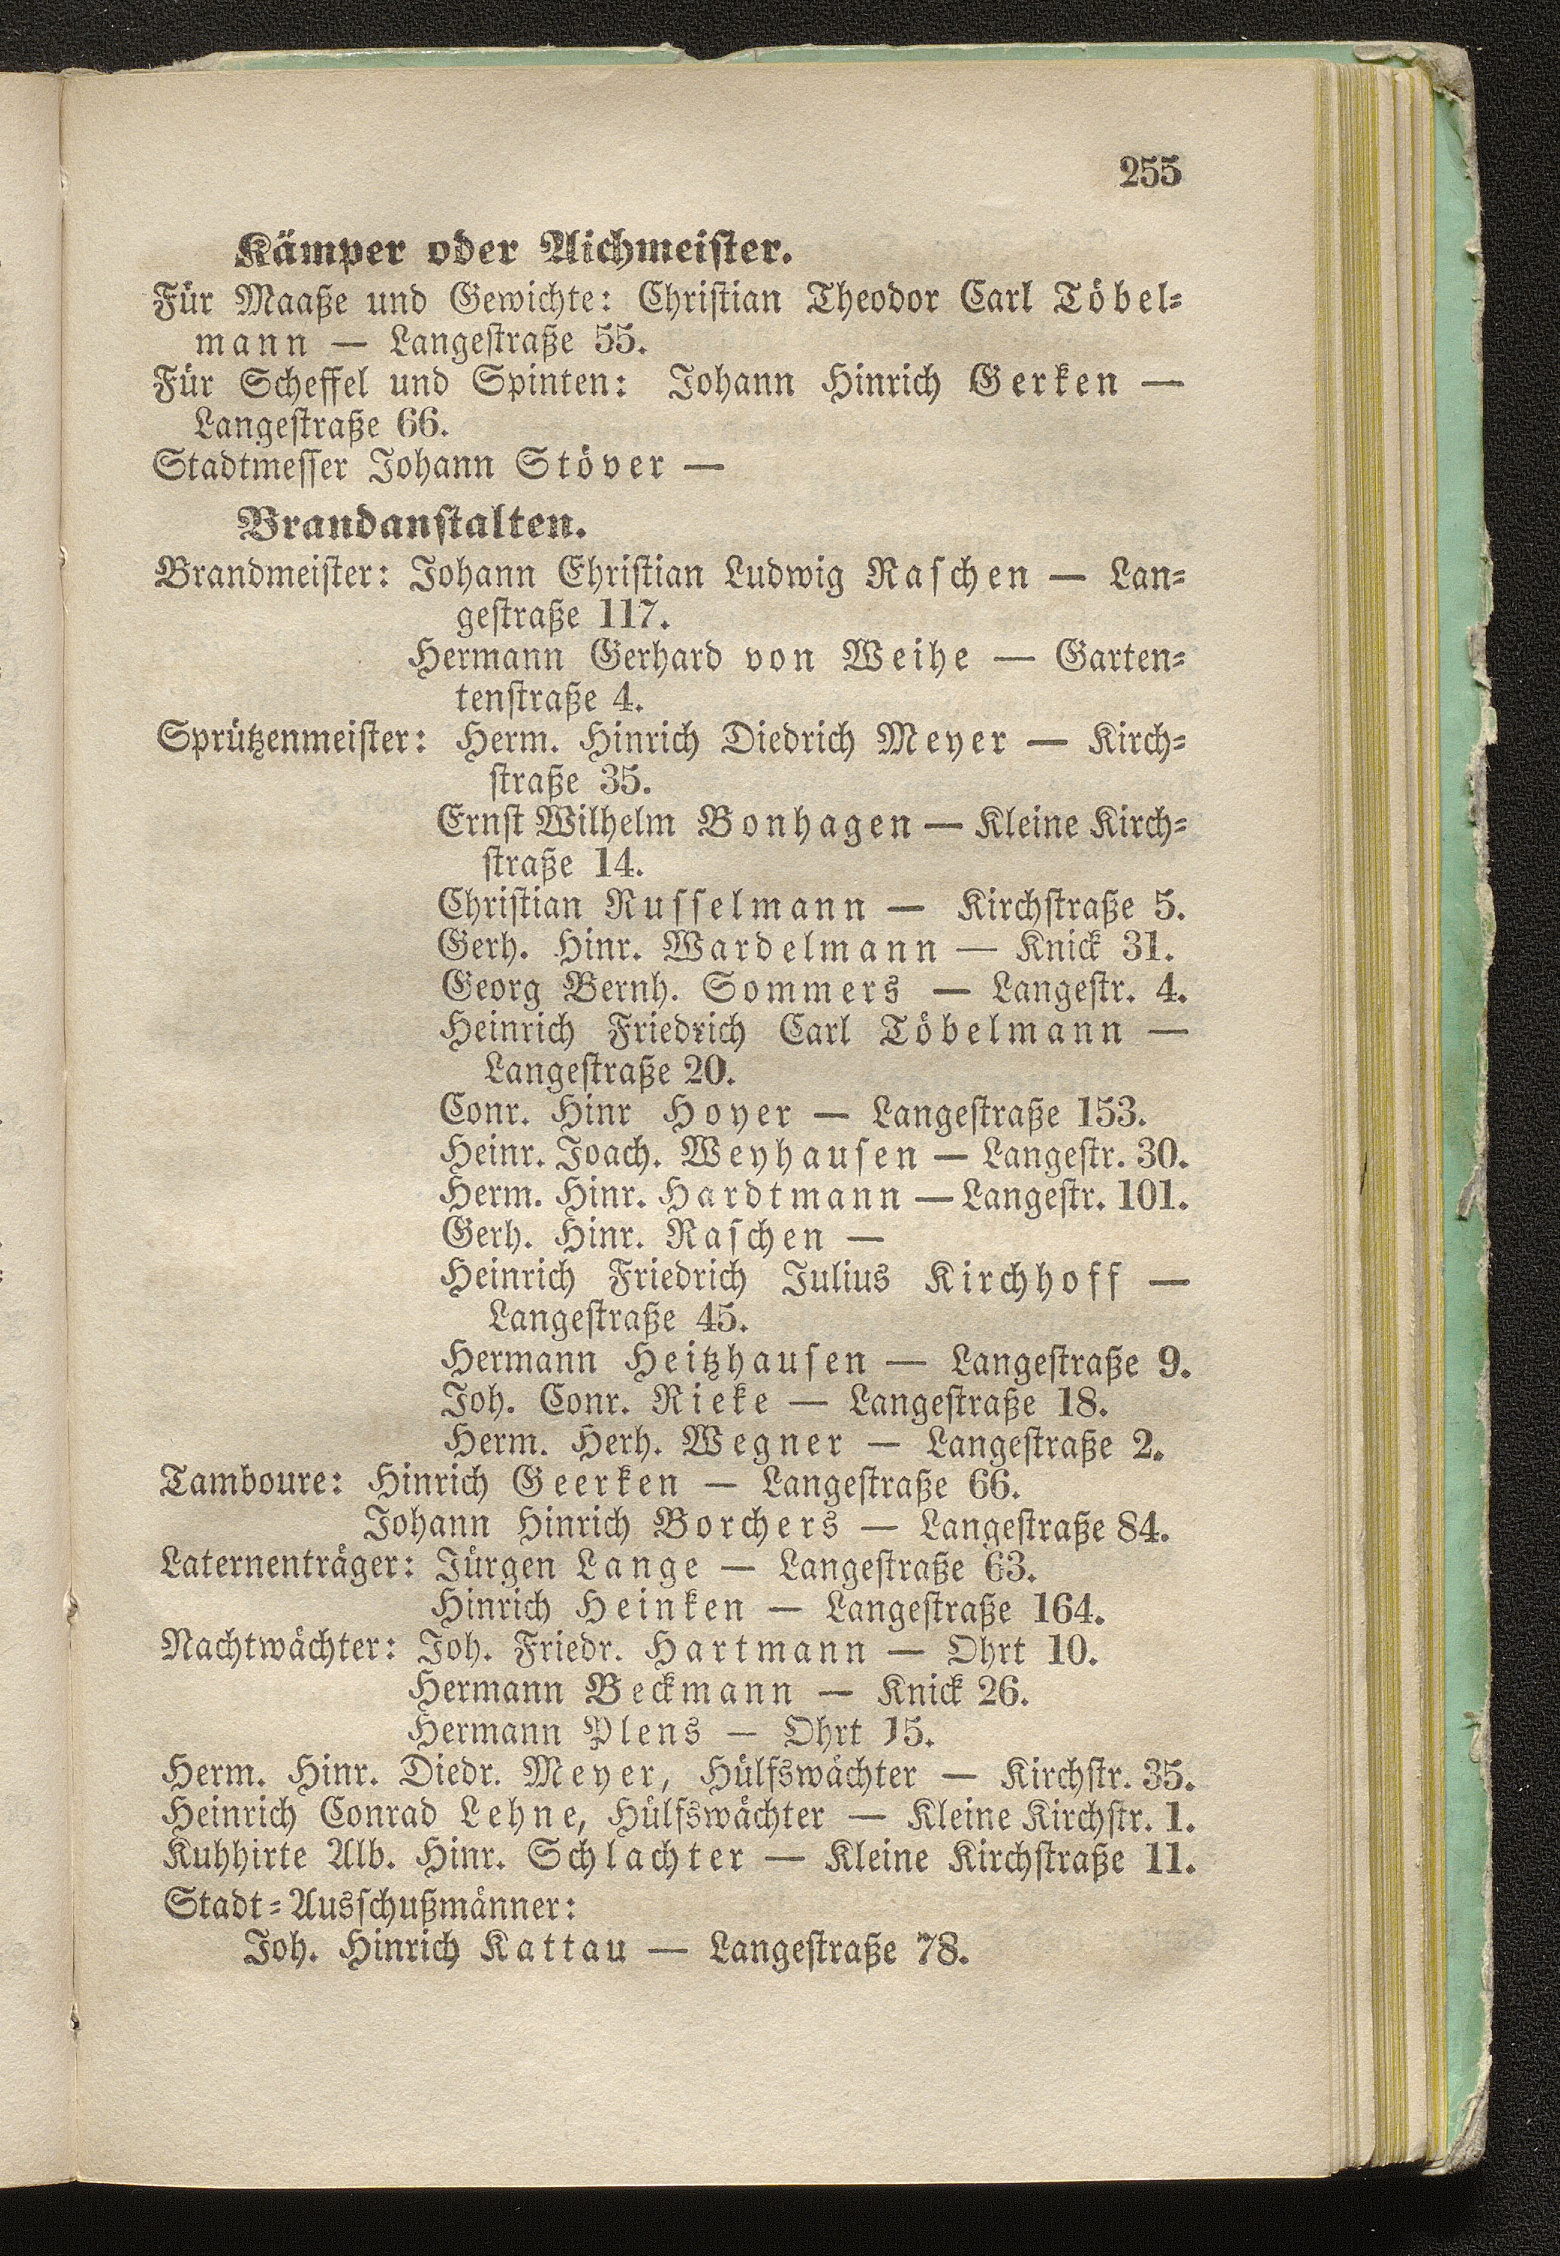 255
Kämper oder Aichmeister.
Für Maaße und Gewichte: Christian Theodor Carl Töbel-
mann — Langestraße 55.
Für Scheffel und Spinten: Johann Hinrich Gerken —
Langestraße 66.
Stadtmesser Johann Stöver —
Brandanstalten.
Brandmeister: Johann Christian Ludwig Raschen — Lan-
gestraße 117.
Hermann Gerhard von Weihe — Garten-
tenstraße 4.
Sprützenmeister: Herm. Hinrich Diedrich Meyer — Kirch-
straße 35.
Ernst Wilhelm Bonhagen — Kleine Kirch-
straße 14.
Christian Russelmann — Kirchstraße 5.
Gerh. Hinr. Wardelmann — Knick 31.
Georg Bernh. Sommers — Langestr. 4.
Heinrich Friedrich Carl Töbelmann —
Langestraße 20.
Conr. Hinr Hoyer — Langestraße 153.
Heinr. Joach. Weyhausen — Langestr. 30.
Herm. Hinr. Hardtmann — Langestr. 101.
Gerh. Hinr. Raschen —
Heinrich Friedrich Julius Kirchhoff —
Langestraße 45.
Hermann Heitzhausen — Langestraße 9.
Joh. Conr. Rieke — Langestraße 18.
Herm. Herh. Wegner — Langestraße 2.
Tamboure: Hinrich Geerken — Langestraße 66.
Johann Hinrich Borchers — Langestraße 84.
Laternenträger: Jürgen Lange — Langestraße 63.
Hinrich Heinken — Langestraße 164.
Nachtwächter: Joh. Friedr. Hartmann — Ohrt 10.
Hermann Beckmann — Knick 26.
Hermann Plens — Ohrt 15.
Herm. Hinr. Diedr. Meyer, Hülfswächter — Kirchstr. 35.
Heinrich Conrad Lehne, Hülfswächter — Kleine Kirchstr. 1.
Kuhhirte Alb. Hinr. Schlachter — Kleine Kirchstraße 11.
Stadt-Ausschußmänner:
Joh. Hinrich Kattau — Langestraße 78.